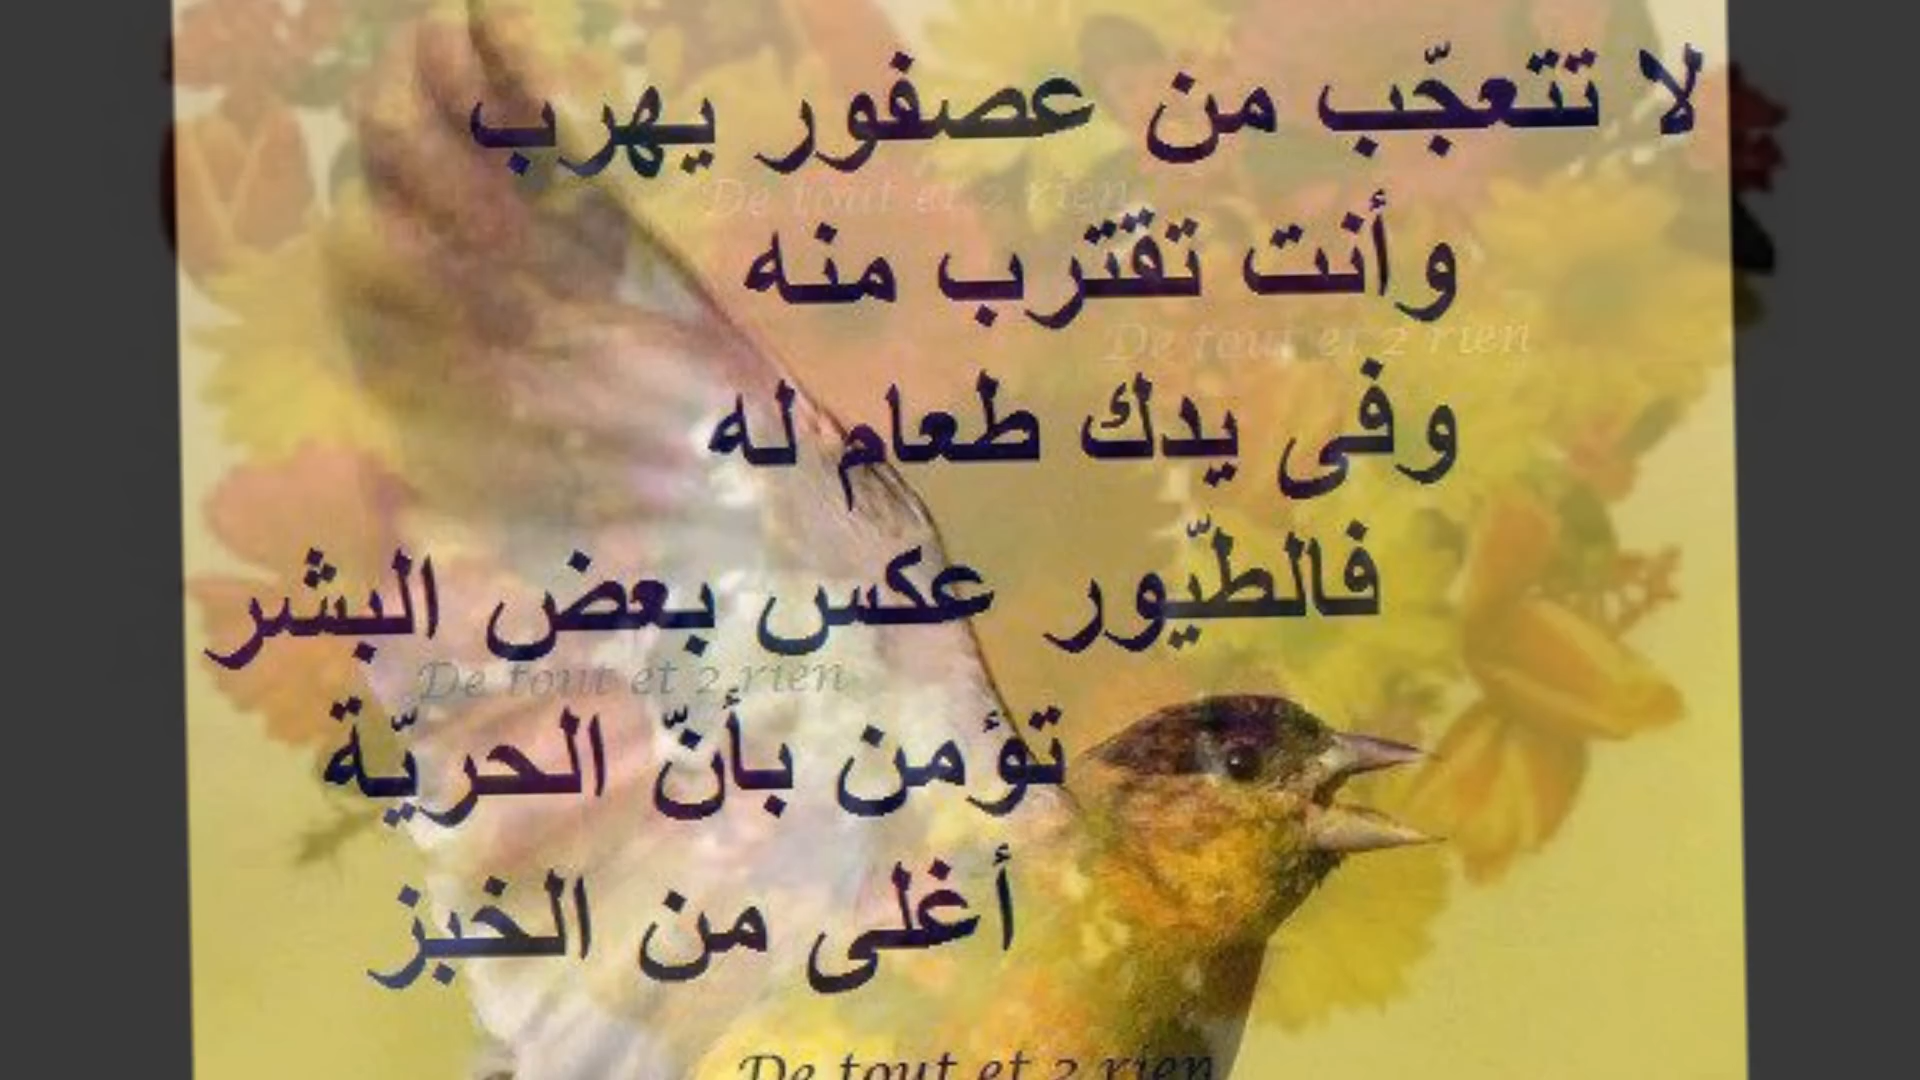 لا تتعجّب من عصفور يهرب
De tout et 2 rien
وأنت تقترب منه
De tout et 2 rien
وفى يدك طعام له
فالطيّور عكس بعض البشر
De tout et 2 rien
تؤمن بأنّ الحريّة
أغلى من الخبز
De tout et 2 rien